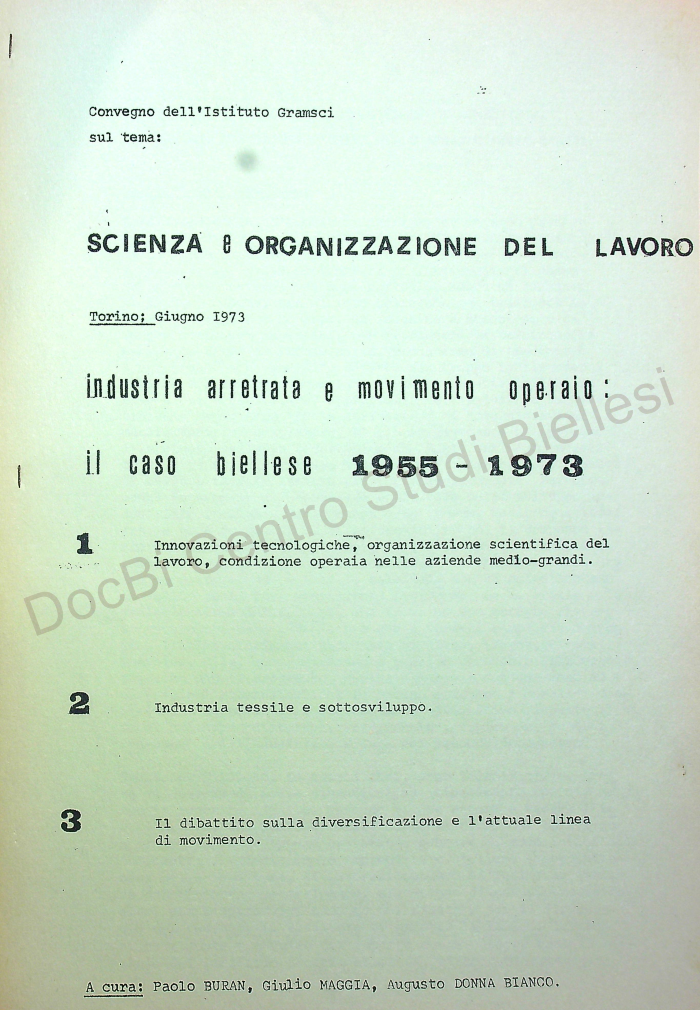 Convegno dell'Istituto Gramsci
sul tema:
SCIENZA e ORGANIZZAZIONE DEL LAVORO
Torino; Giugno I973
industria arretrata e movimento operaio:
il caso biellese 1955 - 1973
1 Innovazioni tecnologiche, organizzazione scientifica del
lavoro, condizione operaia nelle aziende medio-grandi.
2 Industria tessile e sottosviluppo.
3 Il dibattito sulla diversificazione e l'attuale linea
di movimento.
A cura: Paolo BURAN, Giulio MAGGIA, Augusto DONNA BIANCO.
DocBi Centro Studi Biellesi